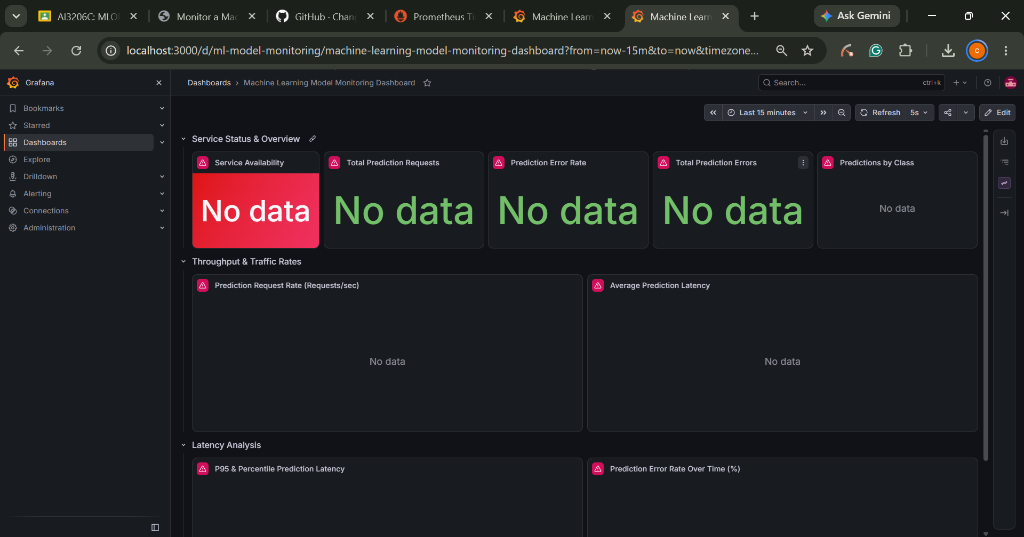 AI3206C: MLO
Monitor a Ma
GitHub - Chan
Prometheus Ti
Machine Learn
Machine Learn
Ask Gemini
localhost:3000/d/ml-model-monitoring/machine-learning-model-monitoring-dashboard?from=now-15m&to=now&timezone...
C
Grafana
Dashboards › Machine Learning Model Monitoring Dashboard
Search...
ctrl+k
Bookmarks
Starred
Dashboards
Explore
Drilldown
Alerting
Connections
Administration
Last 15 minutes
Refresh
5s
Edit
Service Status & Overview
Service Availability
No data
Total Prediction Requests
No data
Prediction Error Rate
No data
Total Prediction Errors
No data
Predictions by Class
No data
Throughput & Traffic Rates
Prediction Request Rate (Requests/sec)
No data
Average Prediction Latency
No data
Latency Analysis
P95 & Percentile Prediction Latency
Prediction Error Rate Over Time (%)